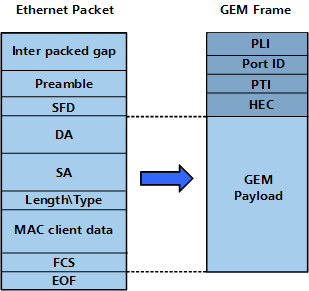 Ethernet Packet
Inter packed gap
Preamble
SFD
DA
SA
Length\Type
MAC client data
FCS
EOF
GEM Frame
PLI
Port ID
PTI
HEC
GEM
Payload